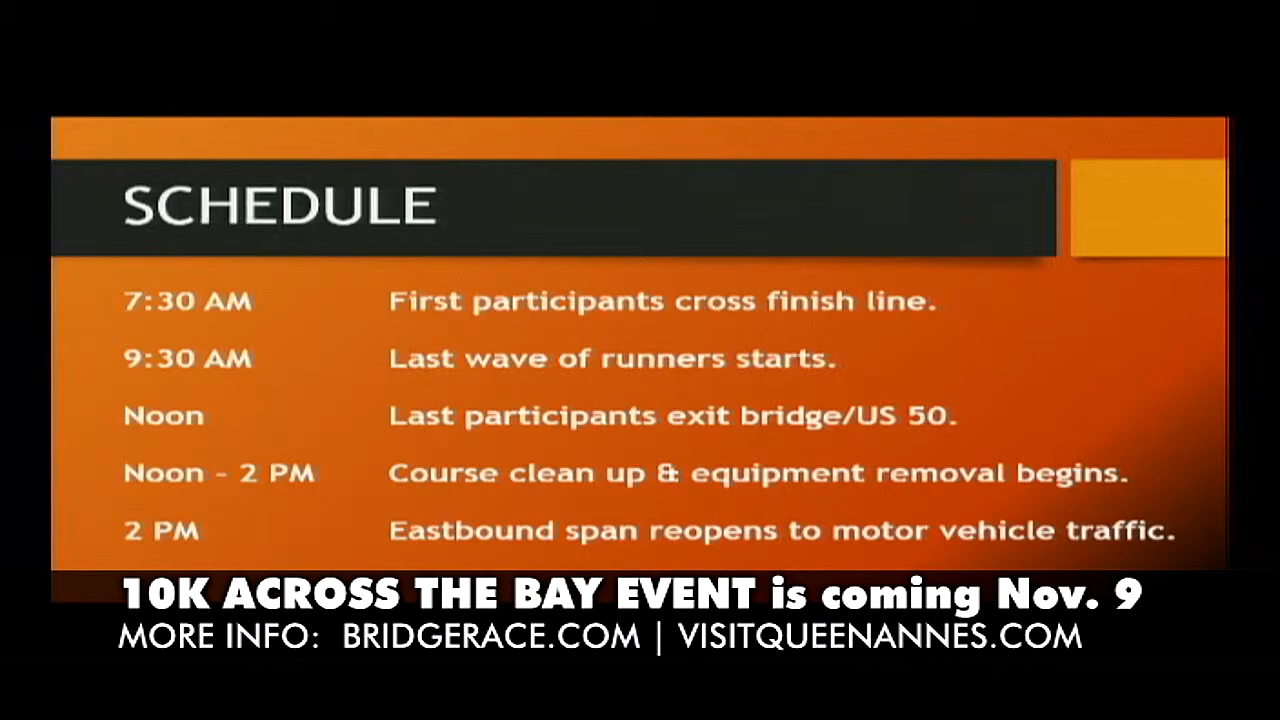 SCHEDULE
7:30 AM First participants cross finish line.
9:30 AM Last wave of runners starts.
Noon Last participants exit bridge/US 50.
Noon - 2 PM Course clean up & equipment removal begins.
2 PM Eastbound span reopens to motor vehicle traffic.
10K ACROSS THE BAY EVENT is coming Nov. 9
MORE INFO: BRIDGERACE.COM | VISITQUEENANNES.COM